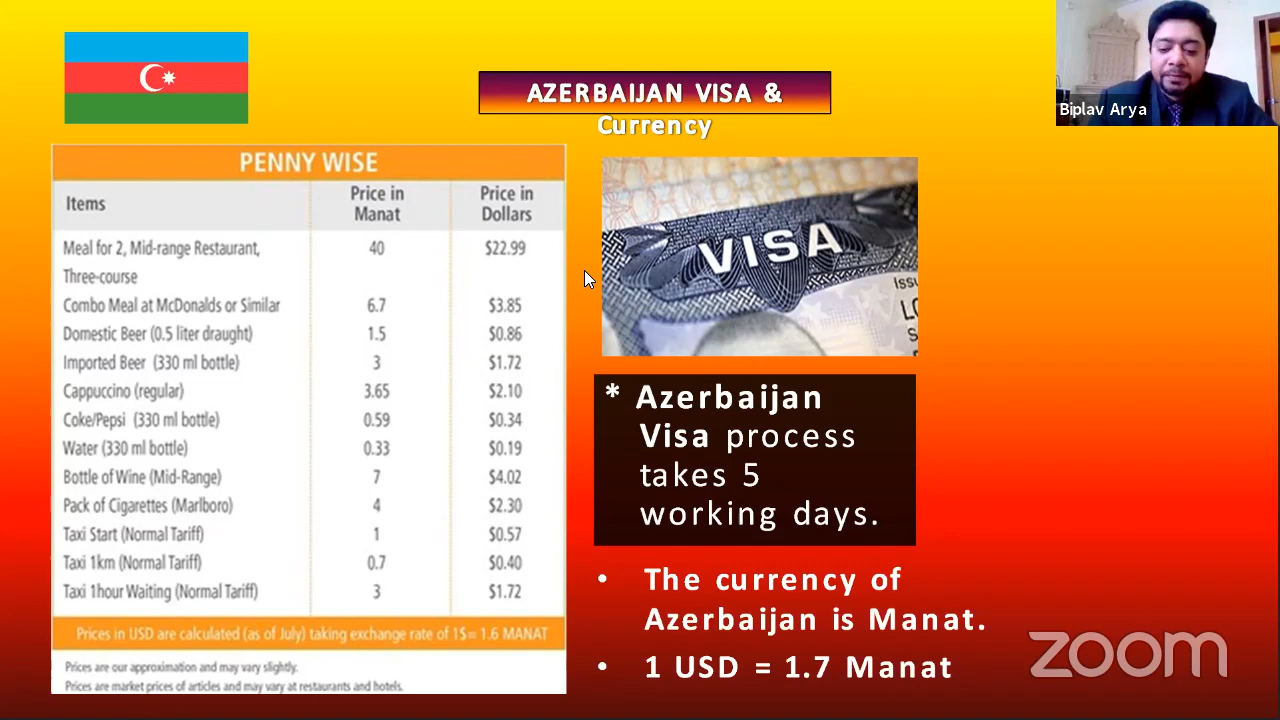 AZERBAIJAN VISA &
Currency
Biplav Arya
PENNY WISE
Items Price in Manat Price in Dollars
Meal for 2, Mid-range Restaurant, Three-course 40 $22.99
Combo Meal at McDonalds or Similar 6.7 $3.85
Domestic Beer (0.5 liter draught) 1.5 $0.86
Imported Beer (330 ml bottle) 3 $1.72
Cappuccino (regular) 3.65 $2.10
Coke/Pepsi (330 ml bottle) 0.59 $0.34
Water (330 ml bottle) 0.33 $0.19
Bottle of Wine (Mid-Range) 7 $4.02
Pack of Cigarettes (Marlboro) 4 $2.30
Taxi Start (Normal Tariff) 1 $0.57
Taxi 1km (Normal Tariff) 0.7 $0.40
Taxi 1hour Waiting (Normal Tariff) 3 $1.72
Prices in USD are calculated (as of July) taking exchange rate of 1$= 1.6 MANAT
Prices are our approximation and may vary slightly.
Prices are market prices of articles and may vary at restaurants and hotels.
VISA
* Azerbaijan
Visa process
takes 5
working days.
• The currency of
Azerbaijan is Manat.
• 1 USD = 1.7 Manat
zoom